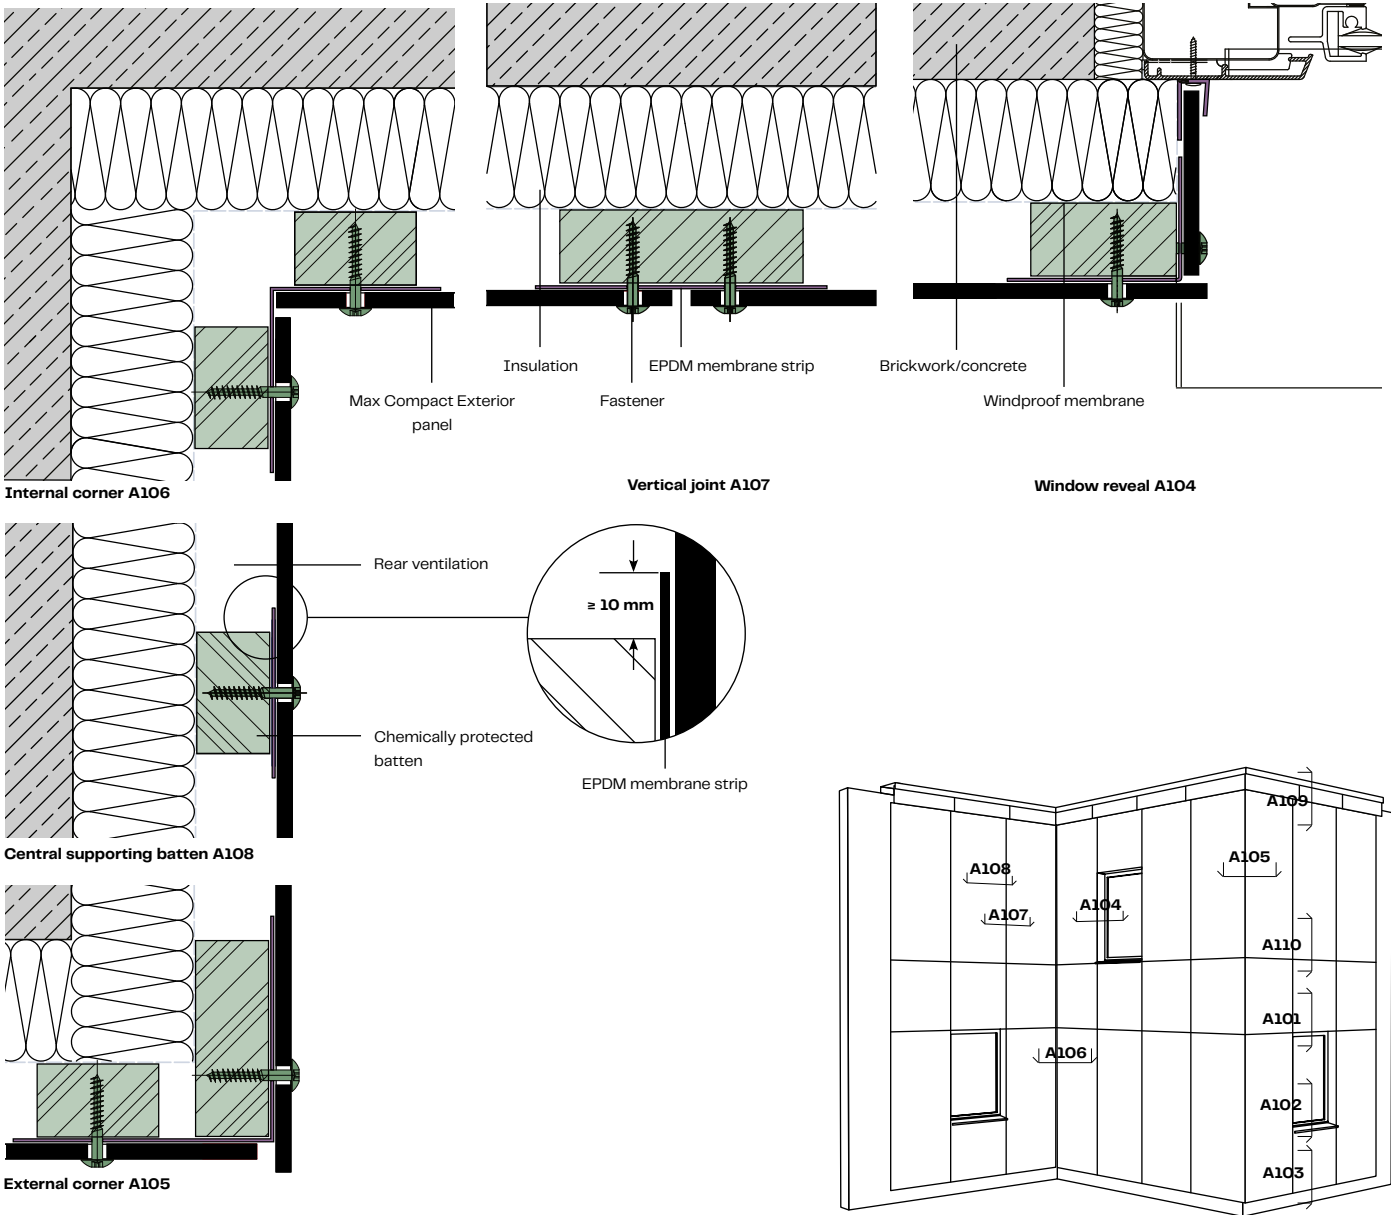 Insulation
EPDM membrane strip
Brickwork/concrete
Max Compact Exterior
panel
Fastener
Windproof membrane
Internal corner A106
Vertical joint A107
Window reveal A104
Rear ventilation
≥ 10 mm
Chemically protected
batten
EPDM membrane strip
Central supporting batten A108
External corner A105
A109
A105
A108
A104
A107
A110
A101
A106
A102
A103